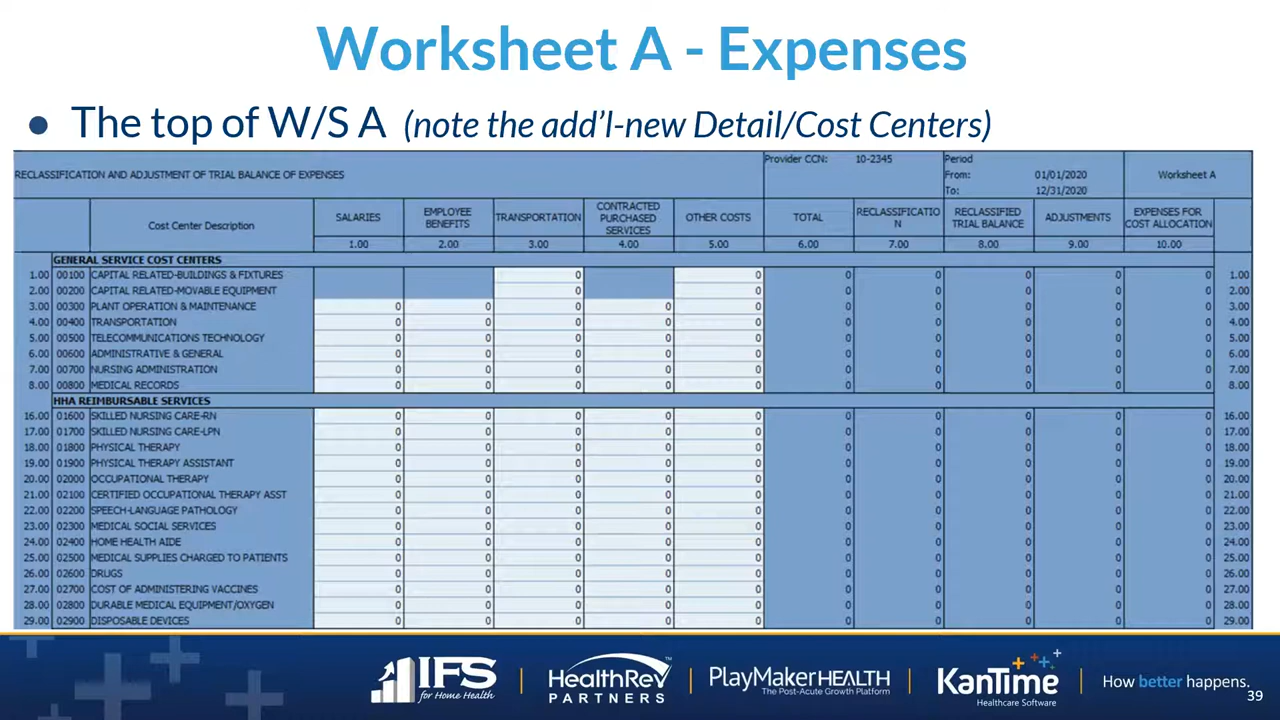 Worksheet A - Expenses
● The top of W/S A (note the add’l-new Detail/Cost Centers)
RECLASSIFICATION AND ADJUSTMENT OF TRIAL BALANCE OF EXPENSES Provider CCN: 10-2345 Period From: 01/01/2020 To: 12/31/2020 Worksheet A
Cost Center Description SALARIES EMPLOYEE BENEFITS TRANSPORTATION CONTRACTED PURCHASED SERVICES OTHER COSTS TOTAL RECLASSIFICATIO N RECLASSIFIED TRIAL BALANCE ADJUSTMENTS EXPENSES FOR COST ALLOCATION
1.00 2.00 3.00 4.00 5.00 6.00 7.00 8.00 9.00 10.00
GENERAL SERVICE COST CENTERS
1.00 00100 CAPITAL RELATED-BUILDINGS & FIXTURES 0 0 0 0 0 0 0 1.00
2.00 00200 CAPITAL RELATED-MOVABLE EQUIPMENT 0 0 0 0 0 0 0 2.00
3.00 00300 PLANT OPERATION & MAINTENANCE 0 0 0 0 0 0 0 0 0 0 3.00
4.00 00400 TRANSPORTATION 0 0 0 0 0 0 0 0 0 0 4.00
5.00 00500 TELECOMMUNICATIONS TECHNOLOGY 0 0 0 0 0 0 0 0 0 0 5.00
6.00 00600 ADMINISTRATIVE & GENERAL 0 0 0 0 0 0 0 0 0 0 6.00
7.00 00700 NURSING ADMINISTRATION 0 0 0 0 0 0 0 0 0 0 7.00
8.00 00800 MEDICAL RECORDS 0 0 0 0 0 0 0 0 0 0 8.00
HHA REIMBURSABLE SERVICES
16.00 01600 SKILLED NURSING CARE-RN 0 0 0 0 0 0 0 0 0 0 16.00
17.00 01700 SKILLED NURSING CARE-LPN 0 0 0 0 0 0 0 0 0 0 17.00
18.00 01800 PHYSICAL THERAPY 0 0 0 0 0 0 0 0 0 0 18.00
19.00 01900 PHYSICAL THERAPY ASSISTANT 0 0 0 0 0 0 0 0 0 0 19.00
20.00 02000 OCCUPATIONAL THERAPY 0 0 0 0 0 0 0 0 0 0 20.00
21.00 02100 CERTIFIED OCCUPATIONAL THERAPY ASST 0 0 0 0 0 0 0 0 0 0 21.00
22.00 02200 SPEECH-LANGUAGE PATHOLOGY 0 0 0 0 0 0 0 0 0 0 22.00
23.00 02300 MEDICAL SOCIAL SERVICES 0 0 0 0 0 0 0 0 0 0 23.00
24.00 02400 HOME HEALTH AIDE 0 0 0 0 0 0 0 0 0 0 24.00
25.00 02500 MEDICAL SUPPLIES CHARGED TO PATIENTS 0 0 0 0 0 0 0 0 0 0 25.00
26.00 02600 DRUGS 0 0 0 0 0 0 0 0 0 0 26.00
27.00 02700 COST OF ADMINISTERING VACCINES 0 0 0 0 0 0 0 0 0 0 27.00
28.00 02800 DURABLE MEDICAL EQUIPMENT/OXYGEN 0 0 0 0 0 0 0 0 0 0 28.00
29.00 02900 DISPOSABLE DEVICES 0 0 0 0 0 0 0 0 0 0 29.00
IFS for Home Health
HealthRev™ PARTNERS
PlayMakerHEALTH The Post-Acute Growth Platform
KanTime Healthcare Software
How better happens.
39